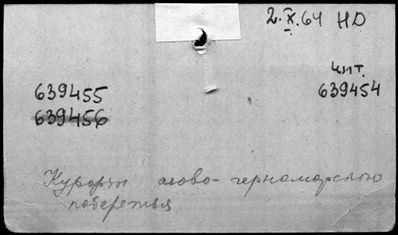 2.X.64 НО
чит.
639455 639454
639456
Курорты азово-черноморского
побережья